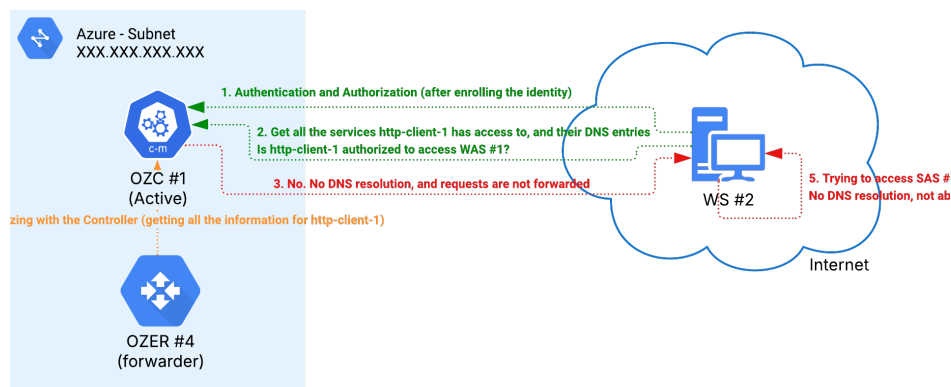 Azure - Subnet
XXX.XXX.XXX.XXX
1. Authentication and Authorization (after enrolling the identity)
2. Get all the services http-client-1 has access to, and their DNS entries
Is http-client-1 authorized to access WAS #1?
c-m
OZC #1
(Active)
3. No. No DNS resolution, and requests are not forwarded
5. Trying to access SAS #
No DNS resolution, not ab
WS #2
zing with the Controller (getting all the information for http-client-1)
Internet
OZER #4
(forwarder)